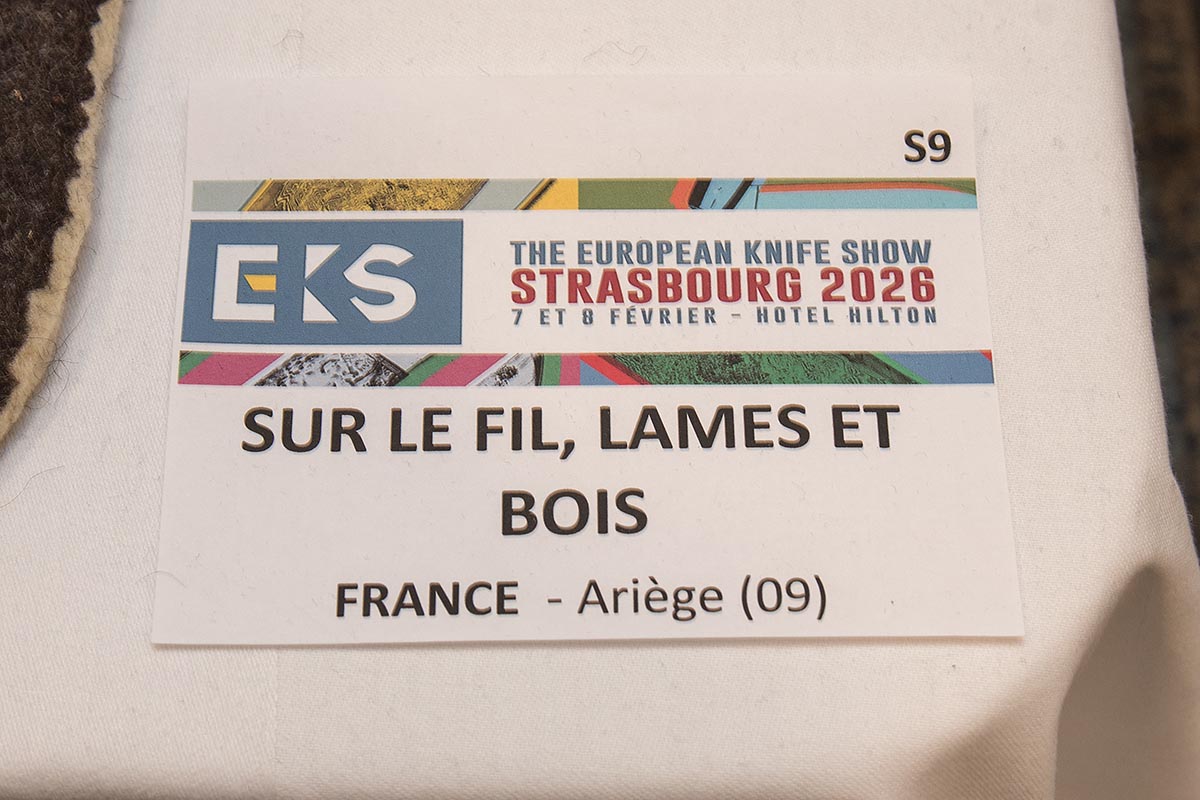 S9
EKS
THE EUROPEAN KNIFE SHOW
STRASBOURG 2026
7 ET 8 FÉVRIER - HOTEL HILTON
SUR LE FIL, LAMES ET
BOIS
FRANCE - Ariège (09)